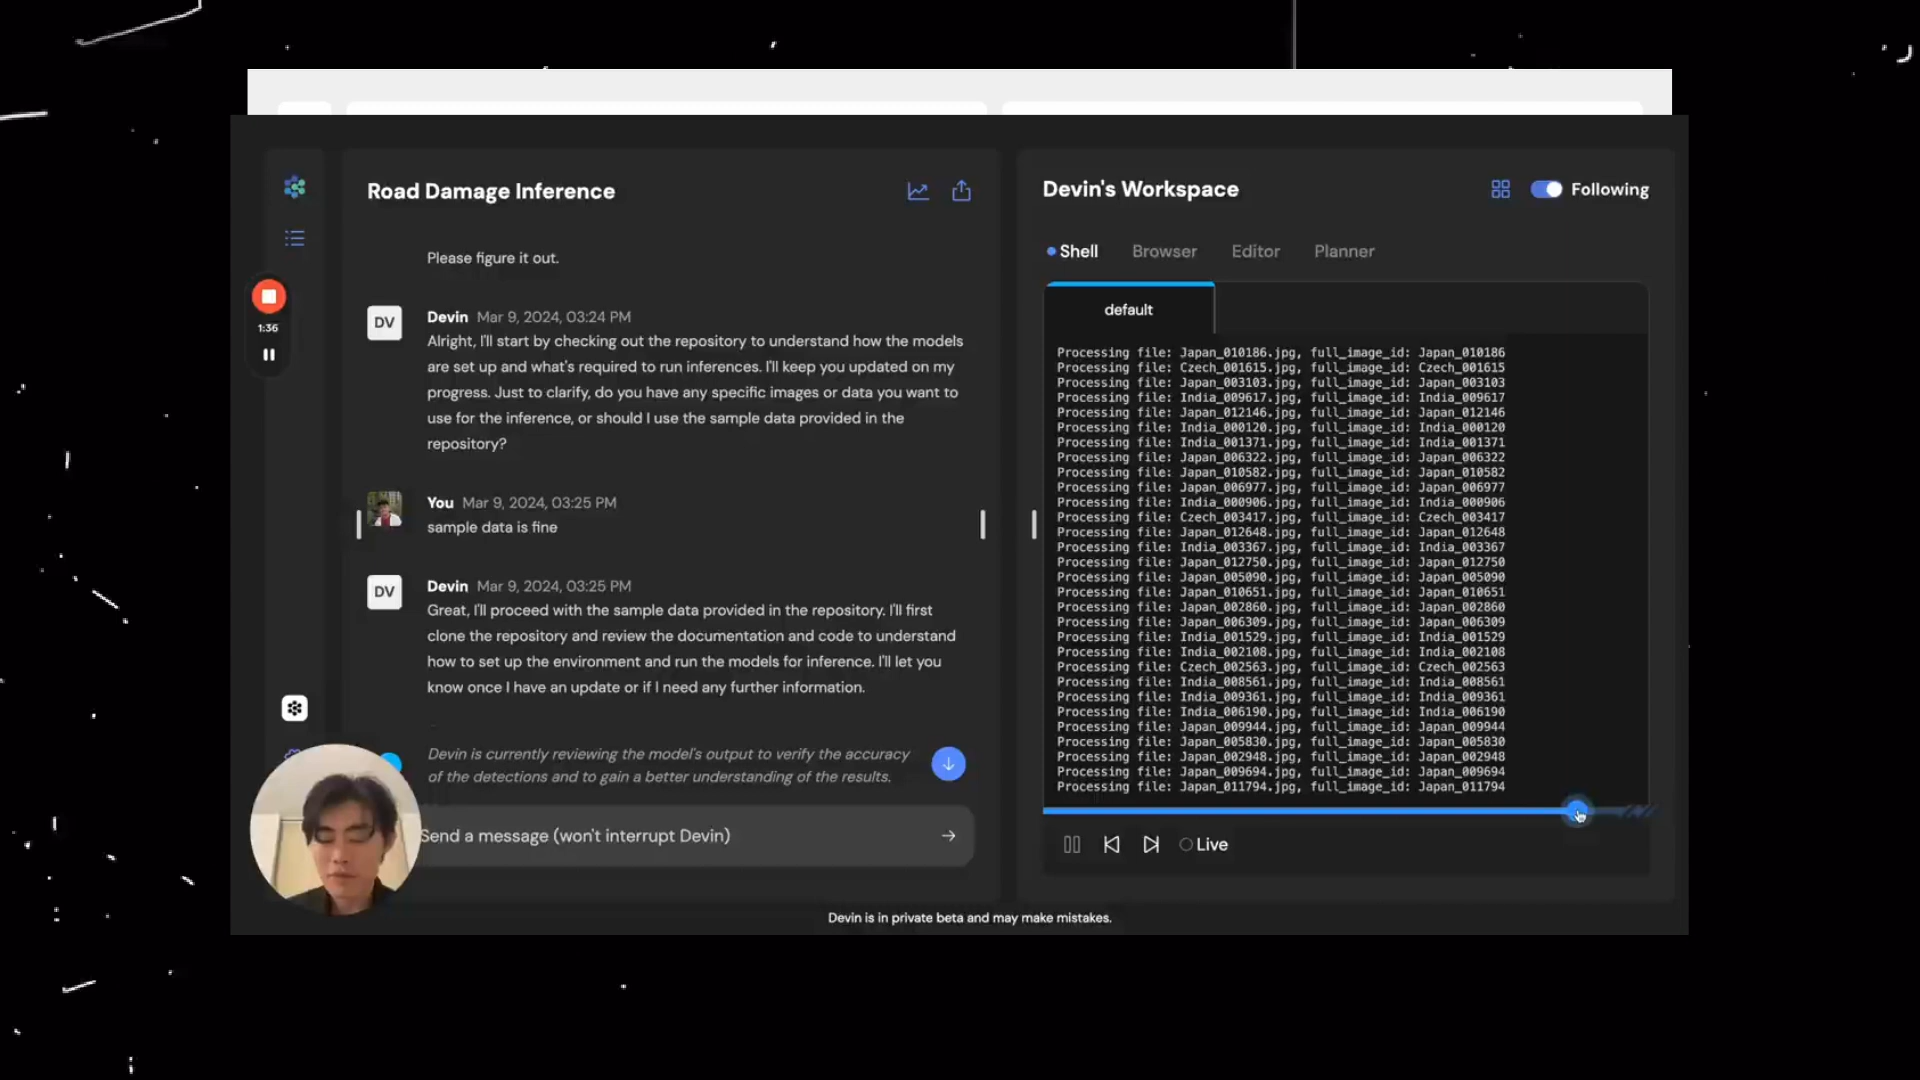 Road Damage Inference
Please figure it out.
DV
Devin Mar 9, 2024, 03:24 PM
Alright, I'll start by checking out the repository to understand how the models
are set up and what's required to run inferences. I'll keep you updated on my
progress. Just to clarify, do you have any specific images or data you want to
use for the inference, or should I use the sample data provided in the
repository?
1:36
You Mar 9, 2024, 03:25 PM
sample data is fine
DV
Devin Mar 9, 2024, 03:25 PM
Great, I'll proceed with the sample data provided in the repository. I'll first
clone the repository and review the documentation and code to understand
how to set up the environment and run the models for inference. I'll let you
know once I have an update or if I need any further information.
Devin is currently reviewing the model's output to verify the accuracy
of the detections and to gain a better understanding of the results.
Send a message (won't interrupt Devin)
Devin's Workspace
Following
Shell Browser Editor Planner
default
Processing file: Japan_010186.jpg, full_image_id: Japan_010186
Processing file: Czech_001615.jpg, full_image_id: Czech_001615
Processing file: Japan_003103.jpg, full_image_id: Japan_003103
Processing file: India_009617.jpg, full_image_id: India_009617
Processing file: Japan_012146.jpg, full_image_id: Japan_012146
Processing file: India_000120.jpg, full_image_id: India_000120
Processing file: India_001371.jpg, full_image_id: India_001371
Processing file: Japan_006322.jpg, full_image_id: Japan_006322
Processing file: Japan_010582.jpg, full_image_id: Japan_010582
Processing file: Japan_006977.jpg, full_image_id: Japan_006977
Processing file: India_000906.jpg, full_image_id: India_000906
Processing file: Czech_003417.jpg, full_image_id: Czech_003417
Processing file: Japan_012648.jpg, full_image_id: Japan_012648
Processing file: India_003367.jpg, full_image_id: India_003367
Processing file: Japan_012750.jpg, full_image_id: Japan_012750
Processing file: Japan_005090.jpg, full_image_id: Japan_005090
Processing file: Japan_010651.jpg, full_image_id: Japan_010651
Processing file: Japan_002860.jpg, full_image_id: Japan_002860
Processing file: Japan_006309.jpg, full_image_id: Japan_006309
Processing file: India_001529.jpg, full_image_id: India_001529
Processing file: India_002108.jpg, full_image_id: India_002108
Processing file: Czech_002563.jpg, full_image_id: Czech_002563
Processing file: India_008561.jpg, full_image_id: India_008561
Processing file: India_009361.jpg, full_image_id: India_009361
Processing file: India_006190.jpg, full_image_id: India_006190
Processing file: Japan_009944.jpg, full_image_id: Japan_009944
Processing file: Japan_005830.jpg, full_image_id: Japan_005830
Processing file: Japan_002948.jpg, full_image_id: Japan_002948
Processing file: Japan_009694.jpg, full_image_id: Japan_009694
Processing file: Japan_011794.jpg, full_image_id: Japan_011794
Live
Devin is in private beta and may make mistakes.